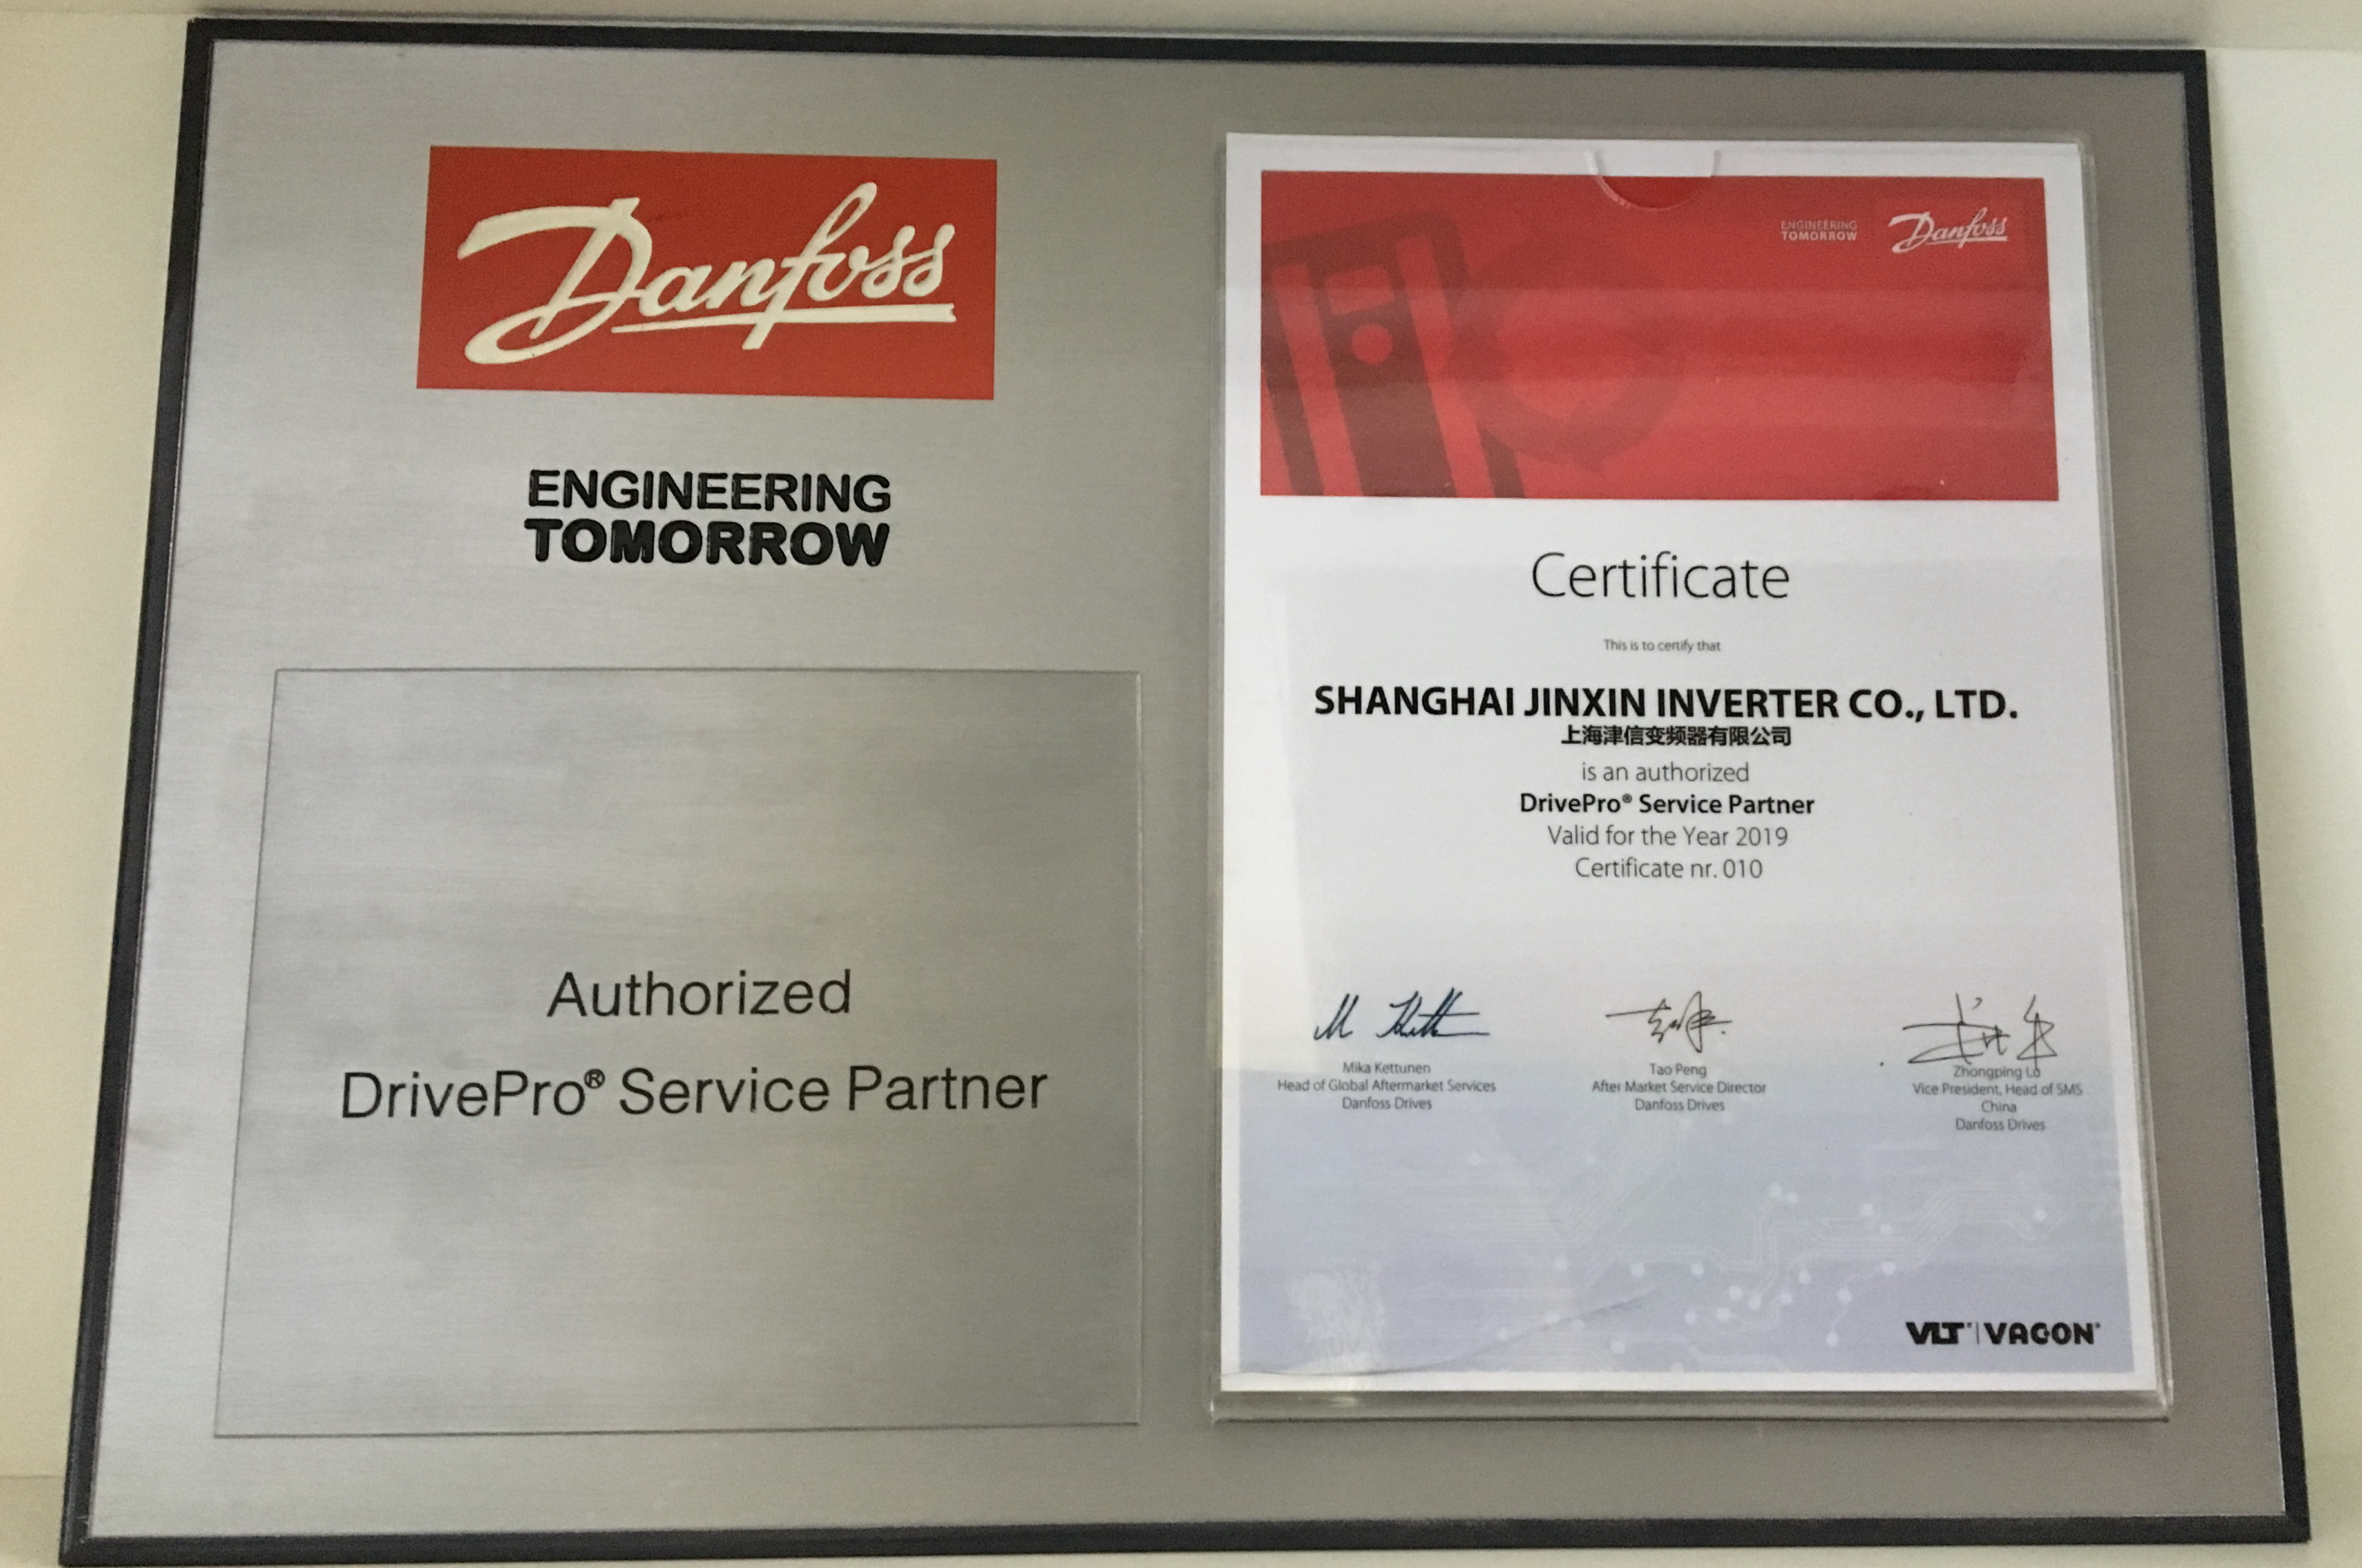 Danfoss
ENGINEERING
TOMORROW
Authorized
DrivePro® Service Partner
ENGINEERING
TOMORROW
Danfoss
Certificate
This is to certify that
SHANGHAI JINXIN INVERTER CO., LTD.
上海津信变频器有限公司
is an authorized
DrivePro® Service Partner
Valid for the Year 2019
Certificate nr. 010
Mika Kettunen
Head of Global Aftermarket Services
Danfoss Drives
Tao Peng
After Market Service Director
Danfoss Drives
Zhongping Lo
Vice President, Head of SMS
China
Danfoss Drives
VLT® | VACON®